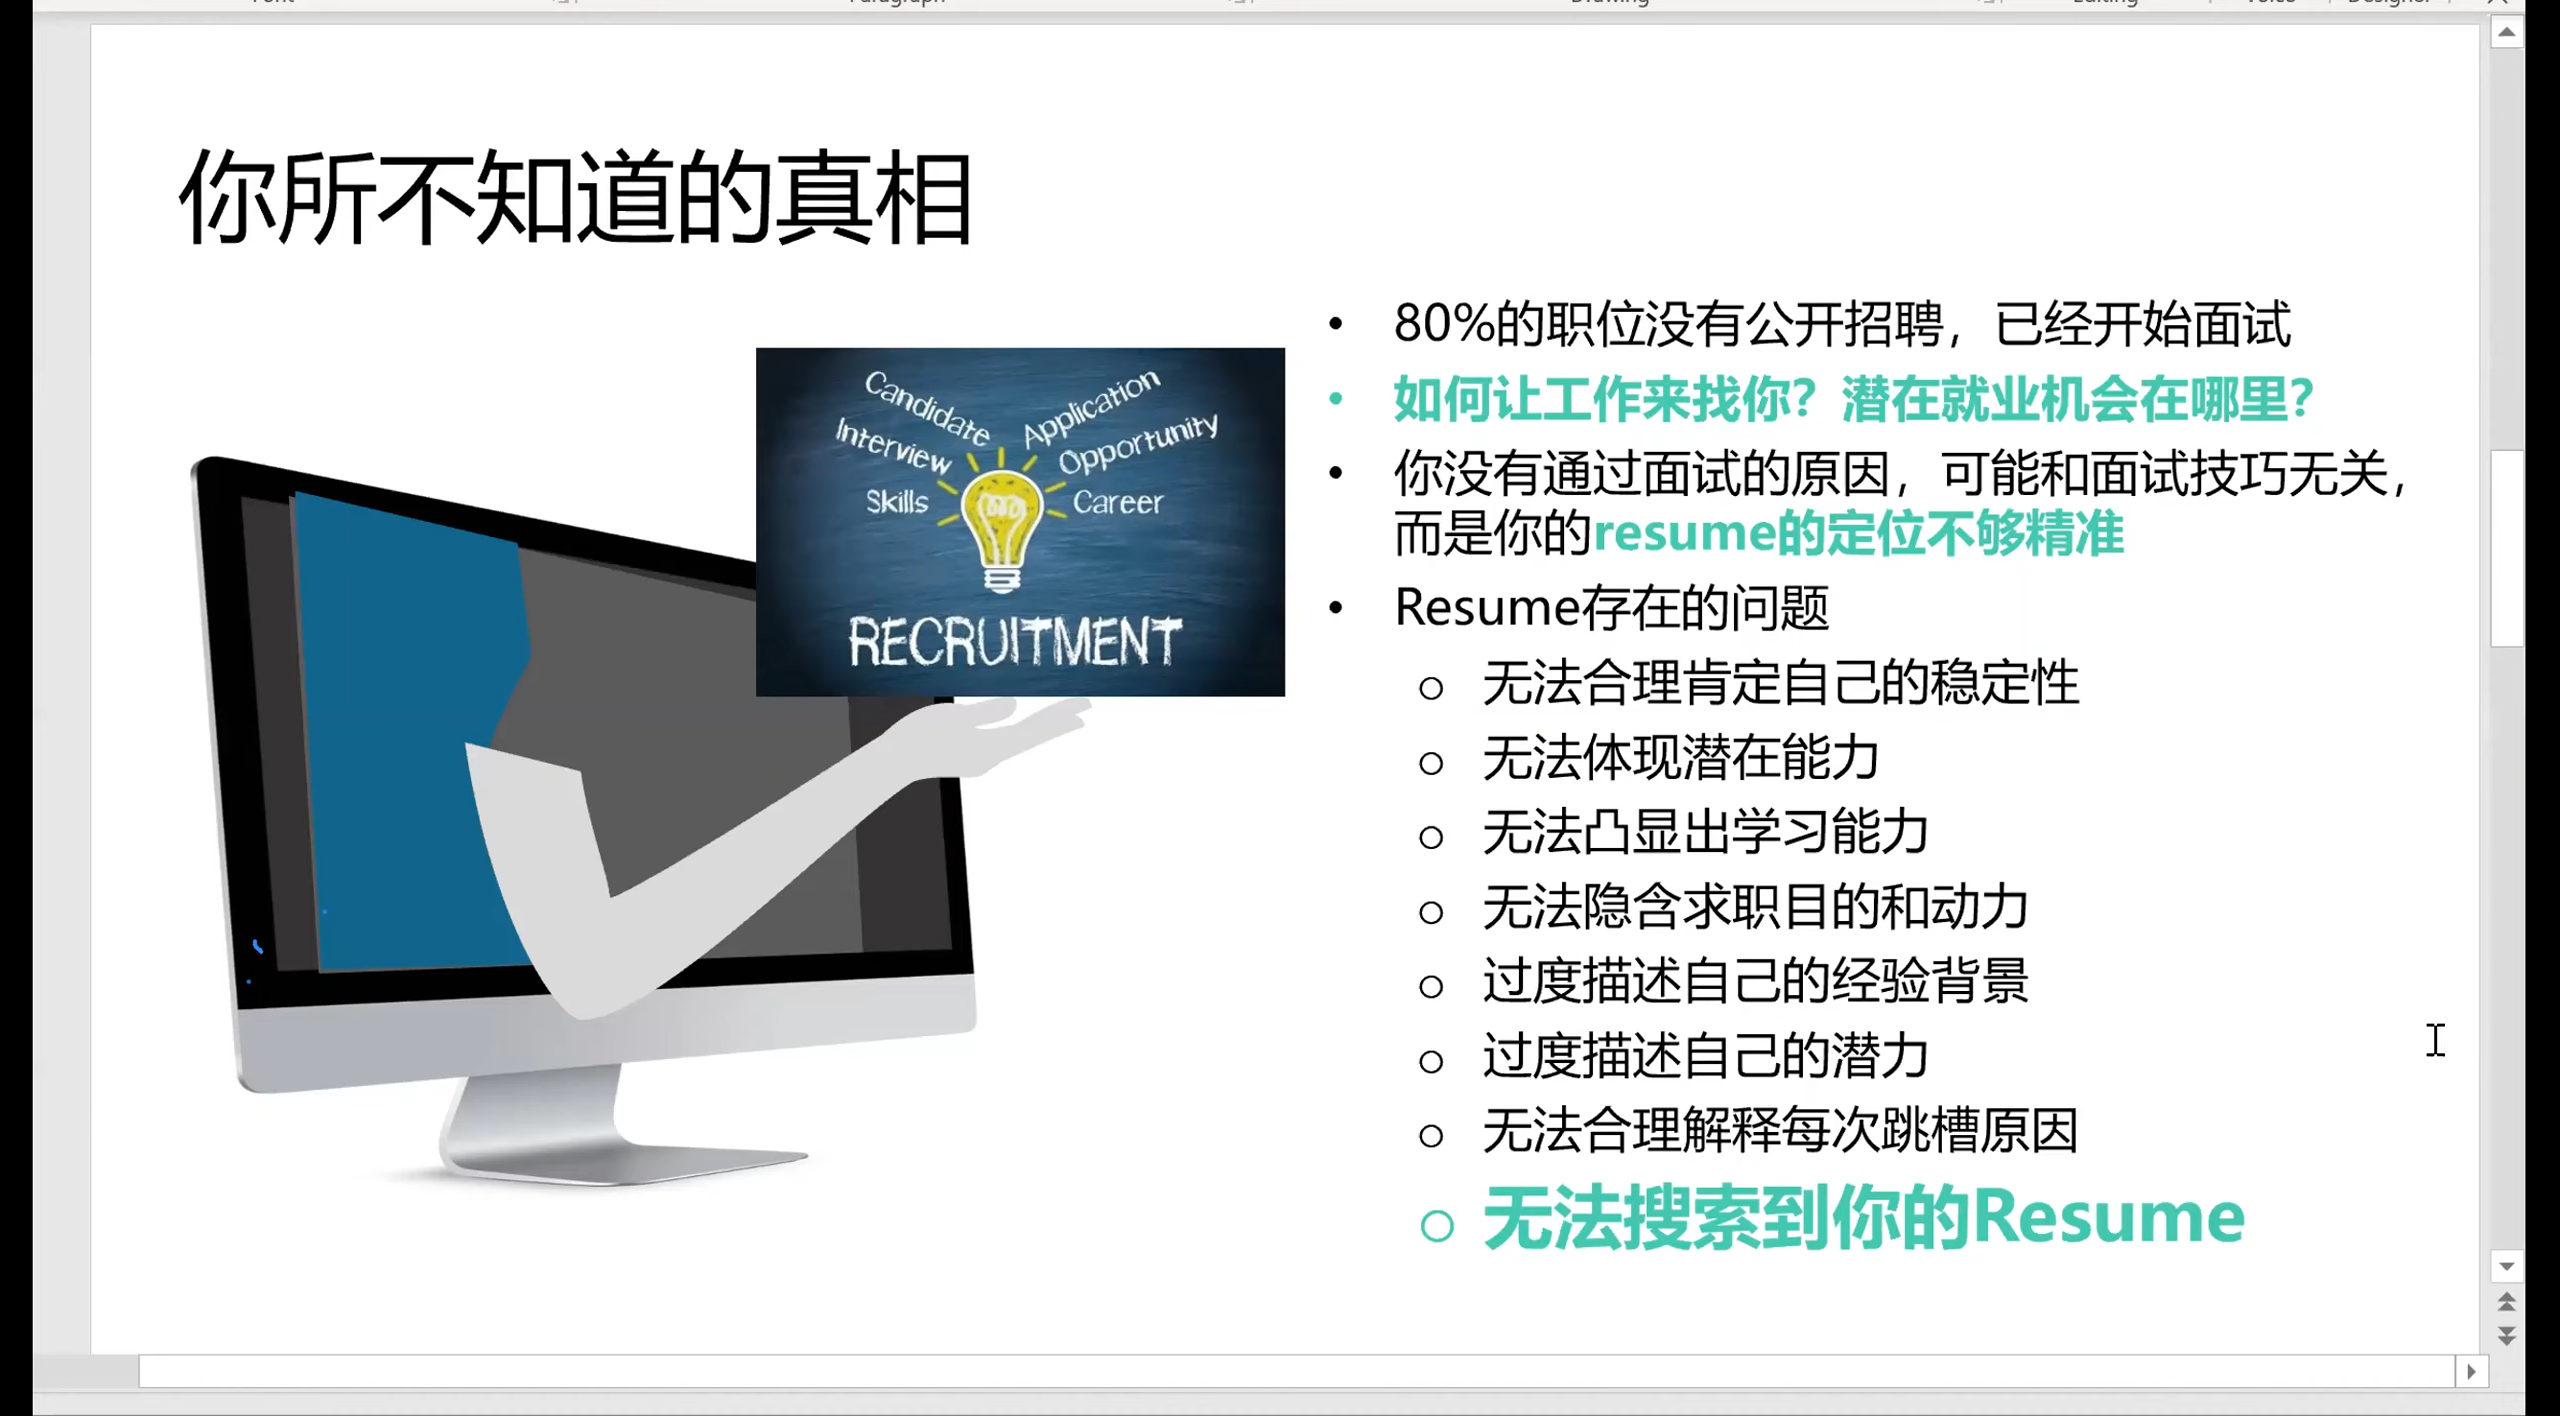 你所不知道的真相
Candidate
Application
Interview
Opportunity
Skills
Career
RECRUITMENT
• 80%的职位没有公开招聘，已经开始面试
• 如何让工作来找你？潜在就业机会在哪里？
• 你没有通过面试的原因，可能和面试技巧无关，
而是你的resume的定位不够精准
• Resume存在的问题
○ 无法合理肯定自己的稳定性
○ 无法体现潜在能力
○ 无法凸显出学习能力
○ 无法隐含求职目的和动力
○ 过度描述自己的经验背景
○ 过度描述自己的潜力
○ 无法合理解释每次跳槽原因
○ 无法搜索到你的Resume